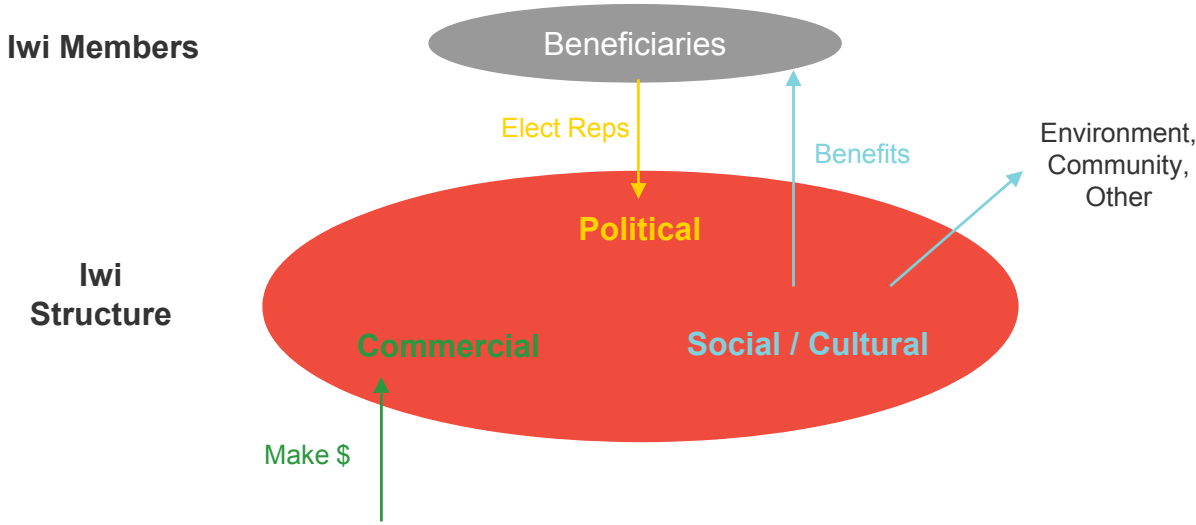 Iwi Members
Beneficiaries
Elect Reps
Benefits
Environment,
Community,
Other
Political
Iwi
Structure
Commercial
Social / Cultural
Make $